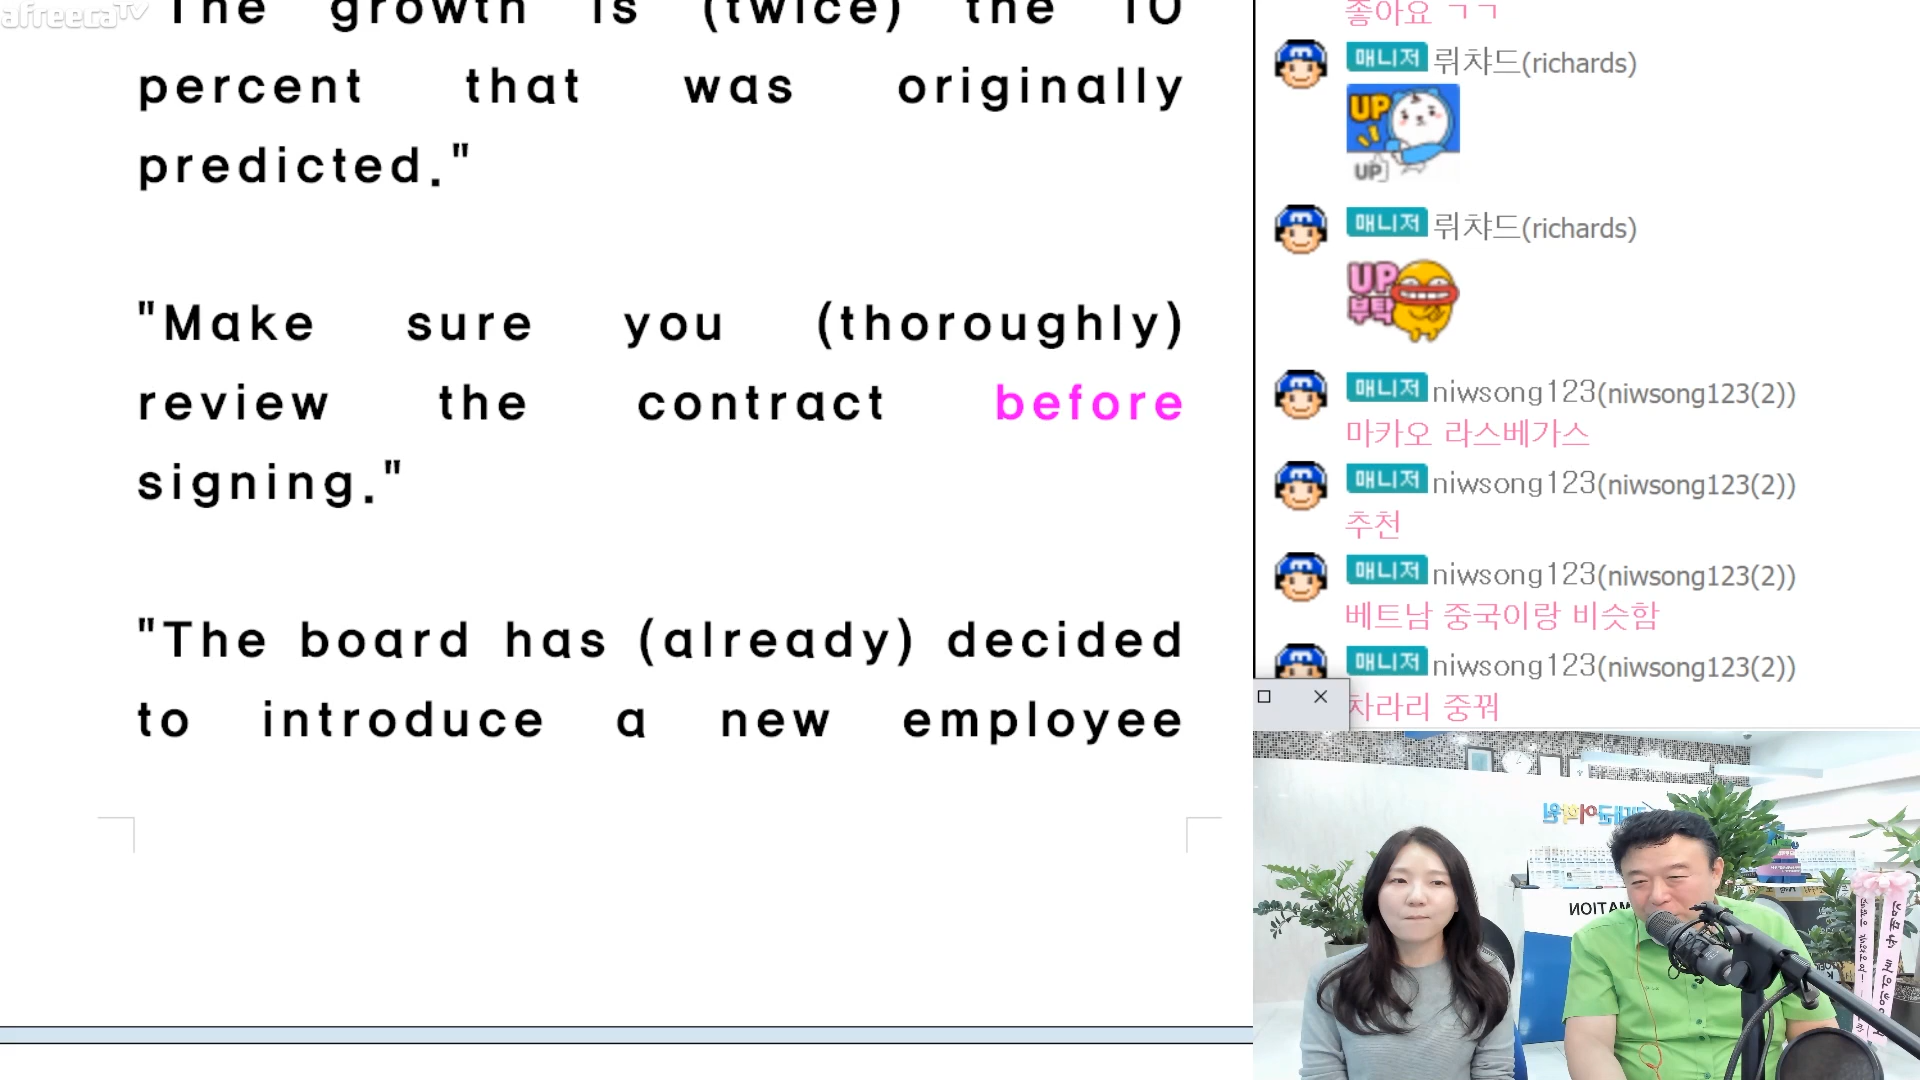 afreecaTV
"The growth is (twice) the 10
percent that was originally
predicted."
"Make sure you (thoroughly)
review the contract before
signing."
"The board has (already) decided
to introduce a new employee
좋아요 ㄱㄱ
매니저 뤼챠드(richards)
UP
UP
매니저 뤼챠드(richards)
UP
부탁
매니저 niwsong123(niwsong123(2))
마카오 라스베가스
매니저 niwsong123(niwsong123(2))
추천
매니저 niwsong123(niwsong123(2))
베트남 중국이랑 비슷함
매니저 niwsong123(niwsong123(2))
차라리 중꿔